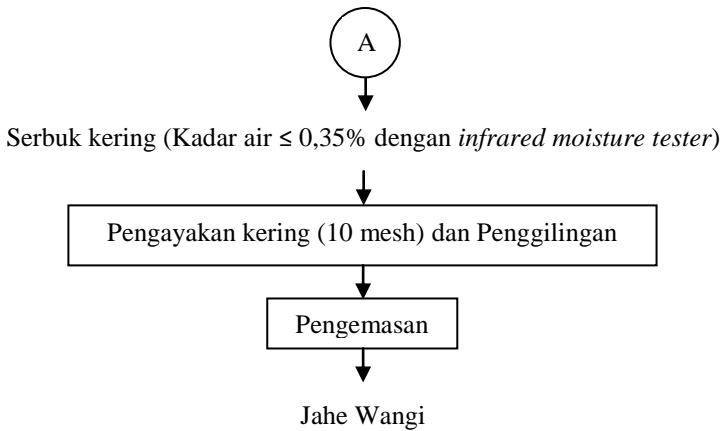 A
Serbuk kering (Kadar air ≤ 0,35% dengan infrared moisture tester)
Pengayakan kering (10 mesh) dan Penggilingan
Pengemasan
Jahe Wangi